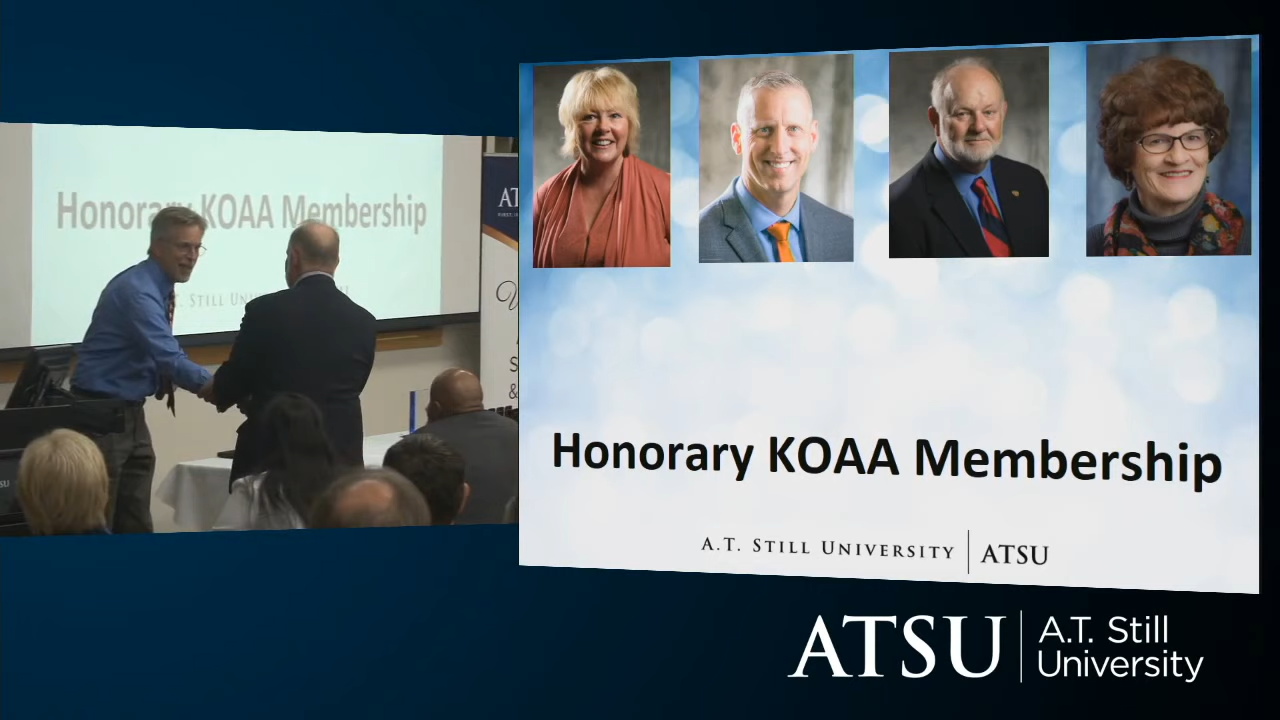 Honorary KOAA Membership
A.T. STILL UNIVERSITY | ATSU
Honorary KOAA Membership
ATSU | A.T. Still
University